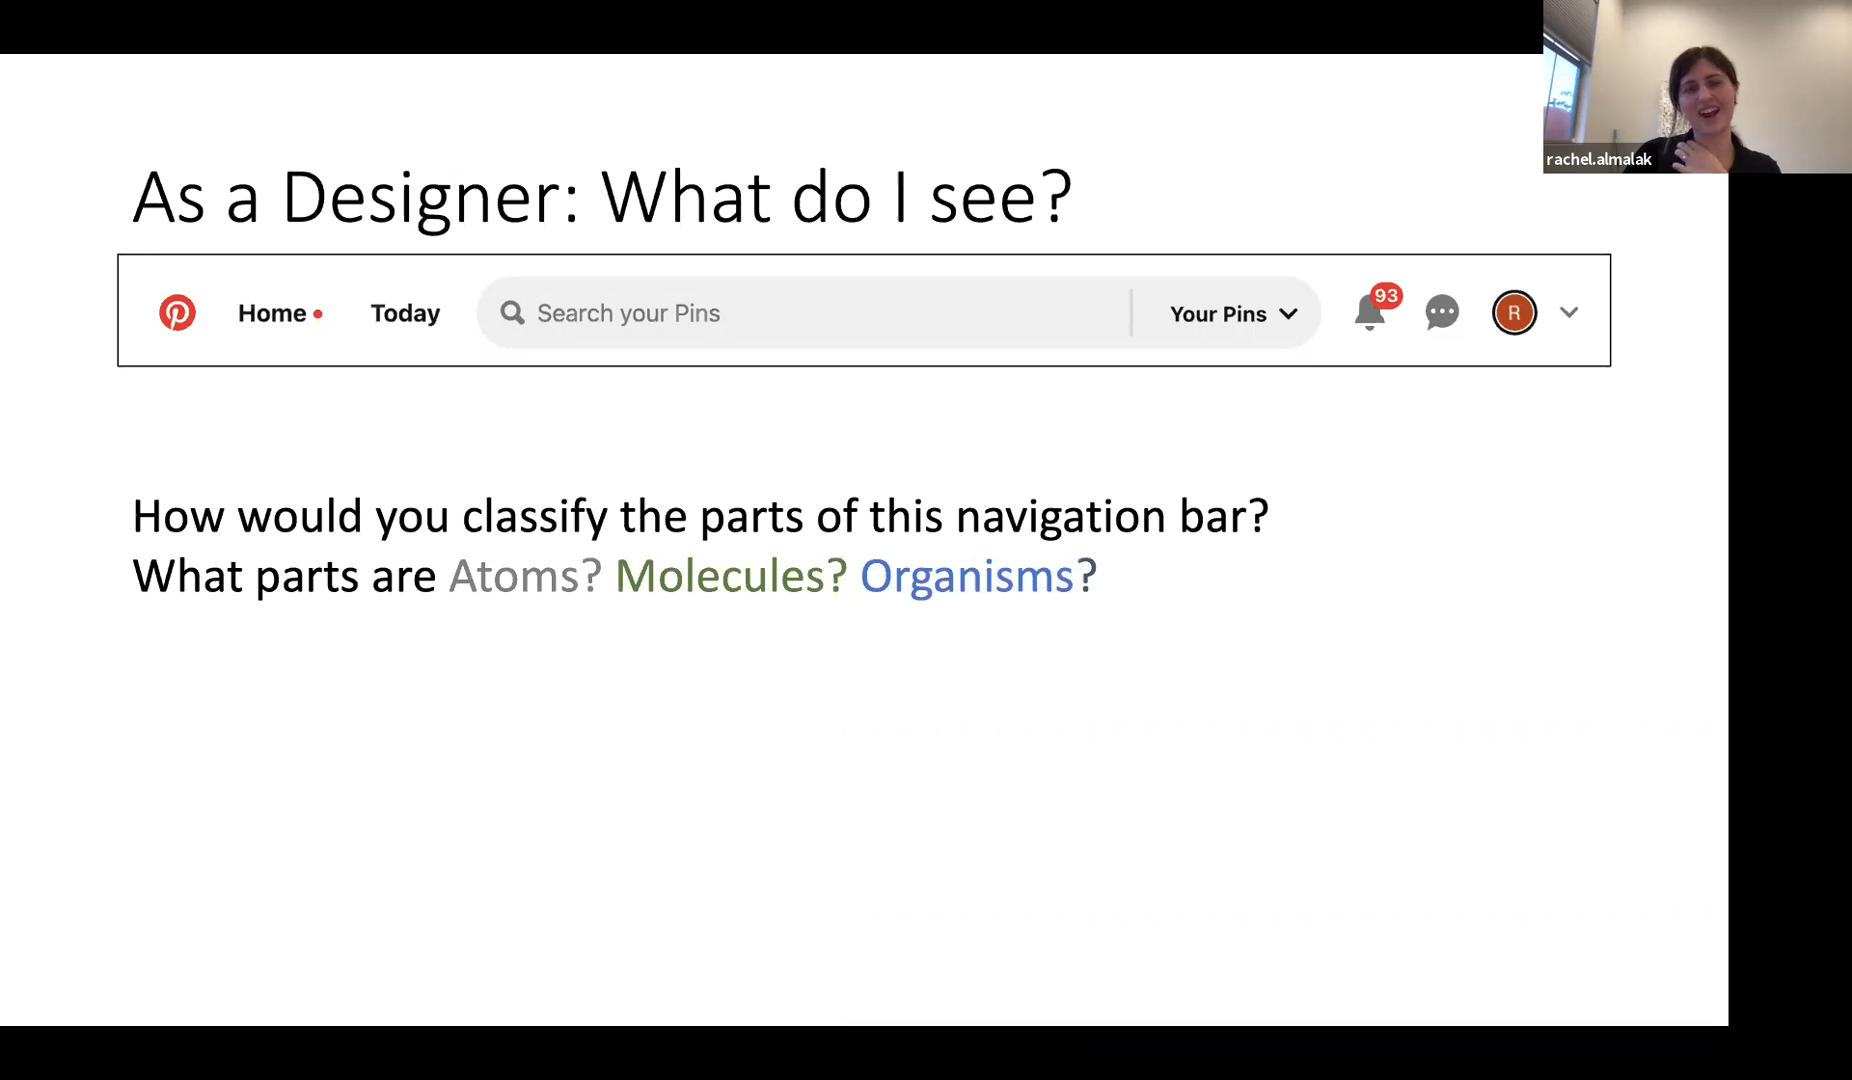 rachel.almalak
As a Designer: What do I see?
Home Today Search your Pins Your Pins 93 R
How would you classify the parts of this navigation bar?
What parts are Atoms? Molecules? Organisms?